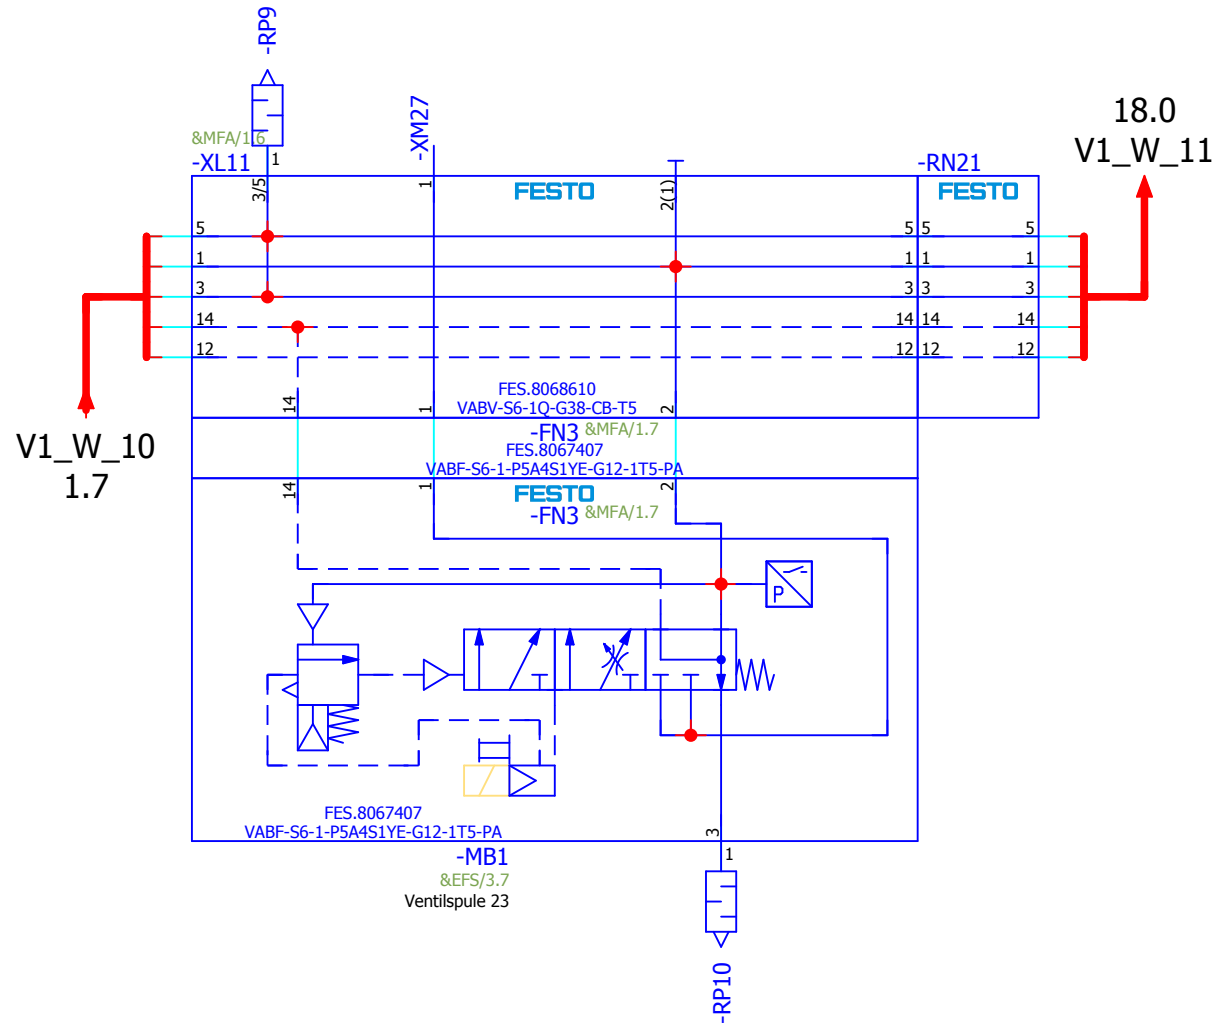 -RP9
&MFA/1.6
1
-XM27
18.0
V1_W_11
-XL11
-RN21
3/5
1
FESTO
2(1)
FESTO
5
5 5
5
1
1 1
1
3
3 3
3
14
14 14
14
12
12 12
12
14
1
FES.8068610
VABV-S6-1Q-G38-CB-T5
2
V1_W_10
1.7
-FN3 &MFA/1.7
FES.8067407
VABF-S6-1-P5A4S1YE-G12-1T5-PA
14
1
FESTO
2
-FN3 &MFA/1.7
P
FES.8067407
VABF-S6-1-P5A4S1YE-G12-1T5-PA
3
-MB1
1
&EFS/3.7
Ventilspule 23
-RP10